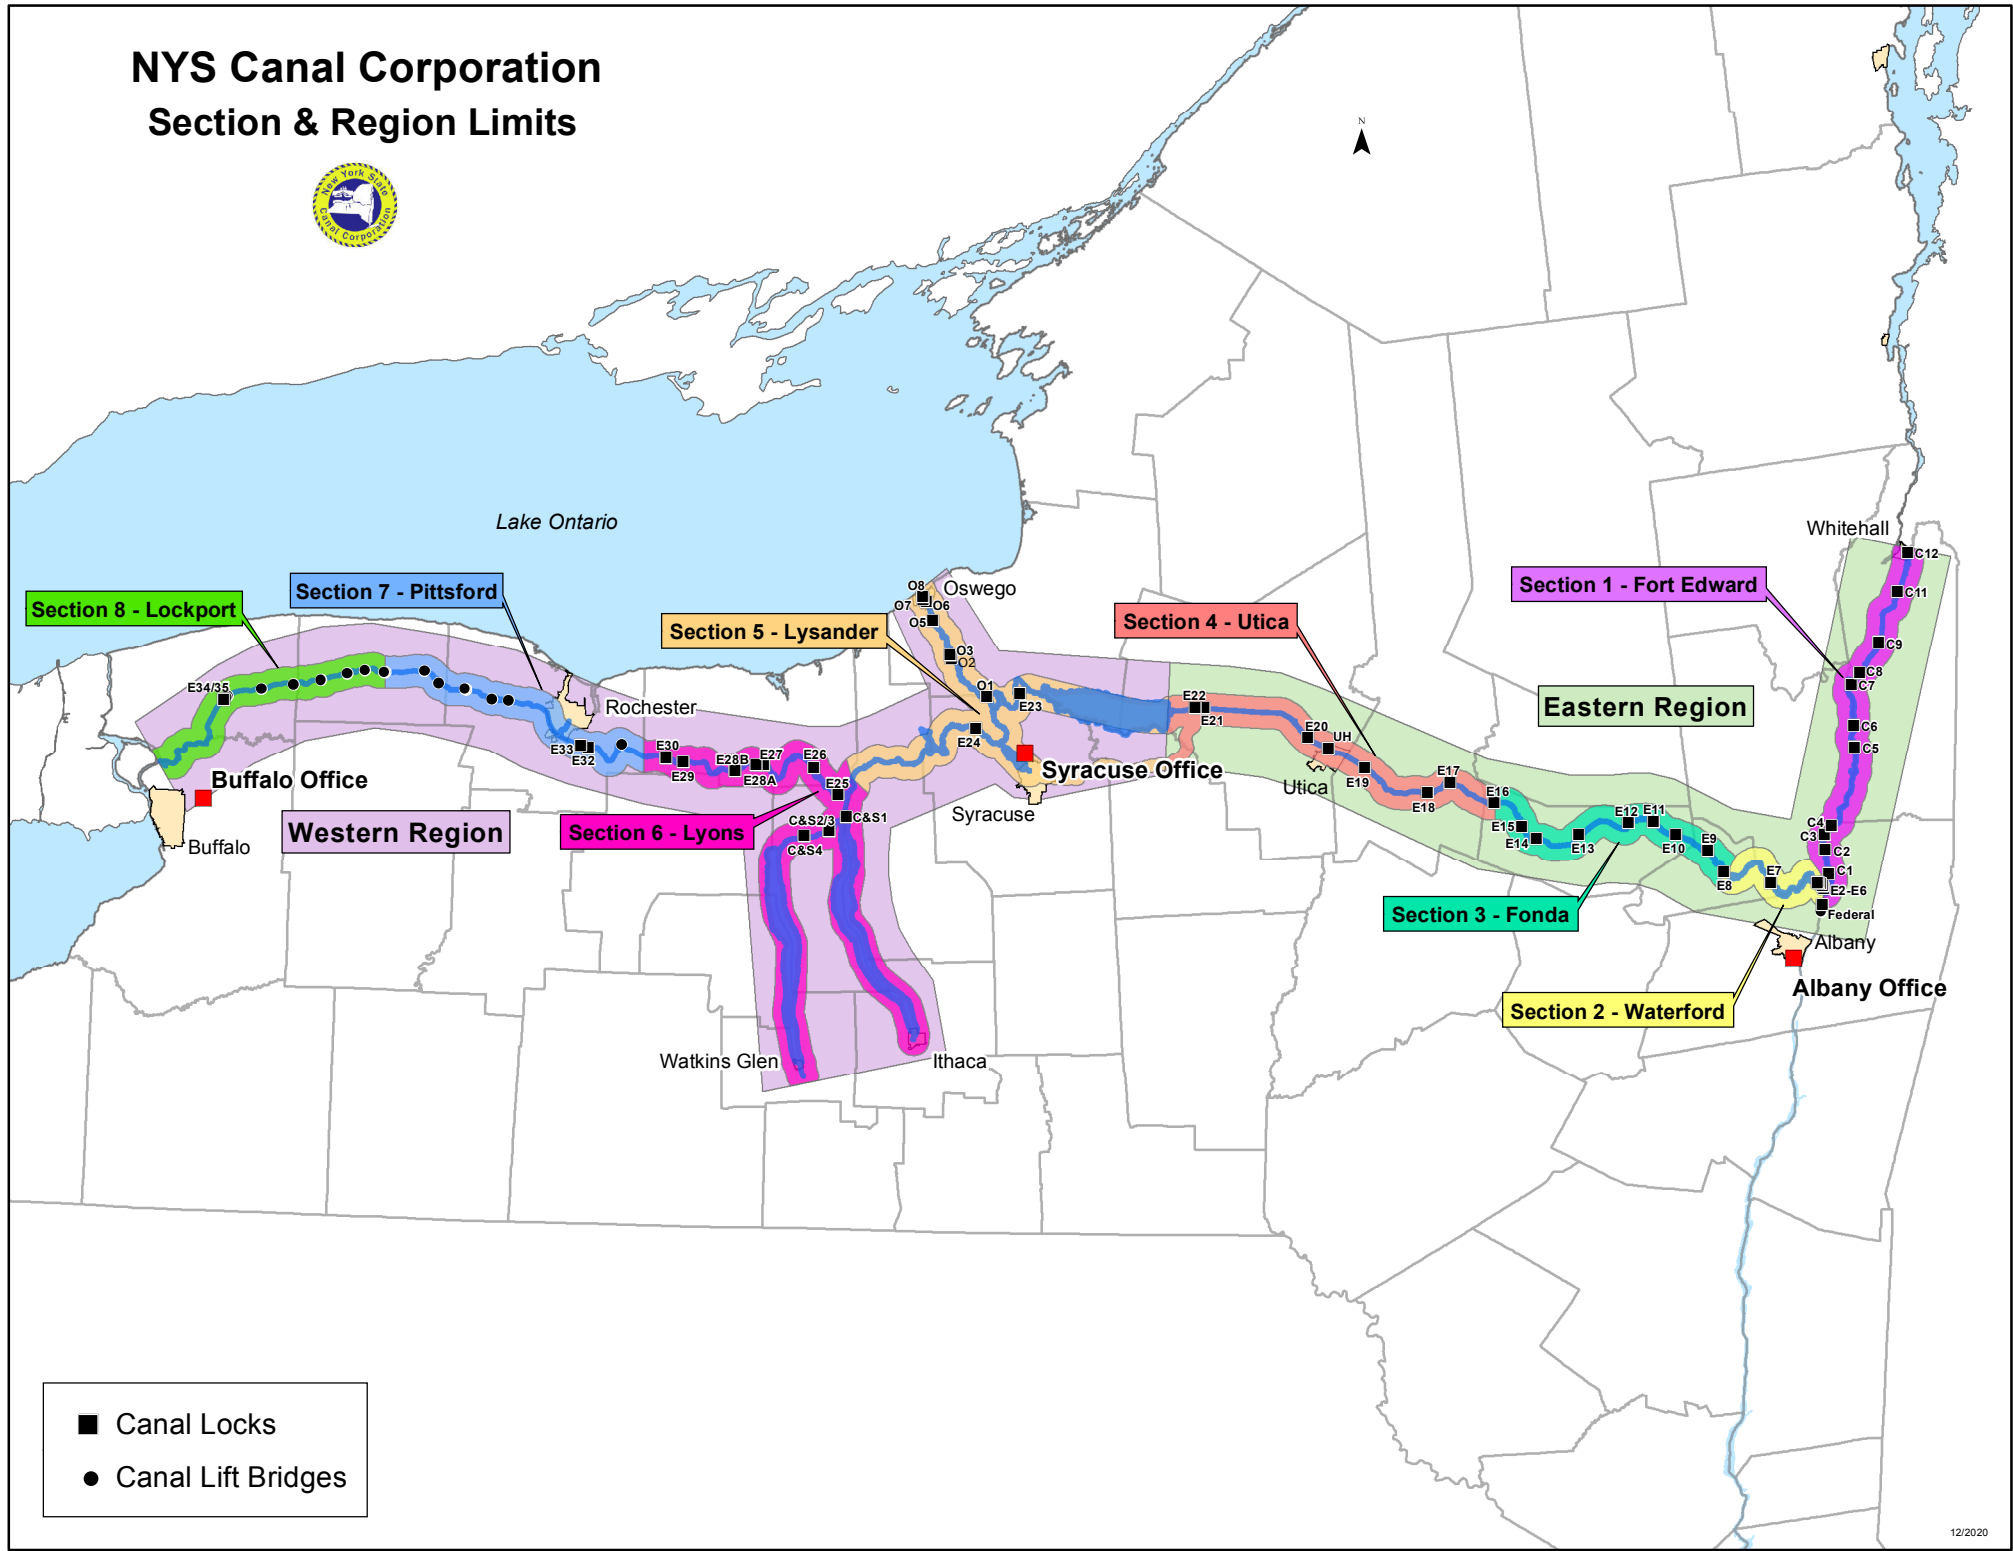 NYS Canal Corporation
Section & Region Limits
New York State
Canal Corporation
N
Lake Ontario
Whitehall
C12
Section 1 - Fort Edward
C11
Section 7 - Pittsford
Section 8 - Lockport
O8
Oswego
O7
O6
O5
Section 5 - Lysander
Section 4 - Utica
C9
O3
O2
C8
C7
E34/35
O1
E23
E22
E21
Eastern Region
Rochester
C6
E20
UH
C5
E24
E33
E32
E30
E29
E28B
E27
E28A
E26
Syracuse Office
Buffalo Office
E25
Utica
E19
E17
E18
E16
Western Region
Section 6 - Lyons
C&S2/3
C&S1
C&S4
Syracuse
Buffalo
E15
E14
E13
E12
E11
E10
E9
C4
C3
C2
E8
E7
C1
E2-E6
Section 3 - Fonda
Federal
Albany
Albany Office
Section 2 - Waterford
Watkins Glen
Ithaca
Canal Locks
Canal Lift Bridges
12/2020